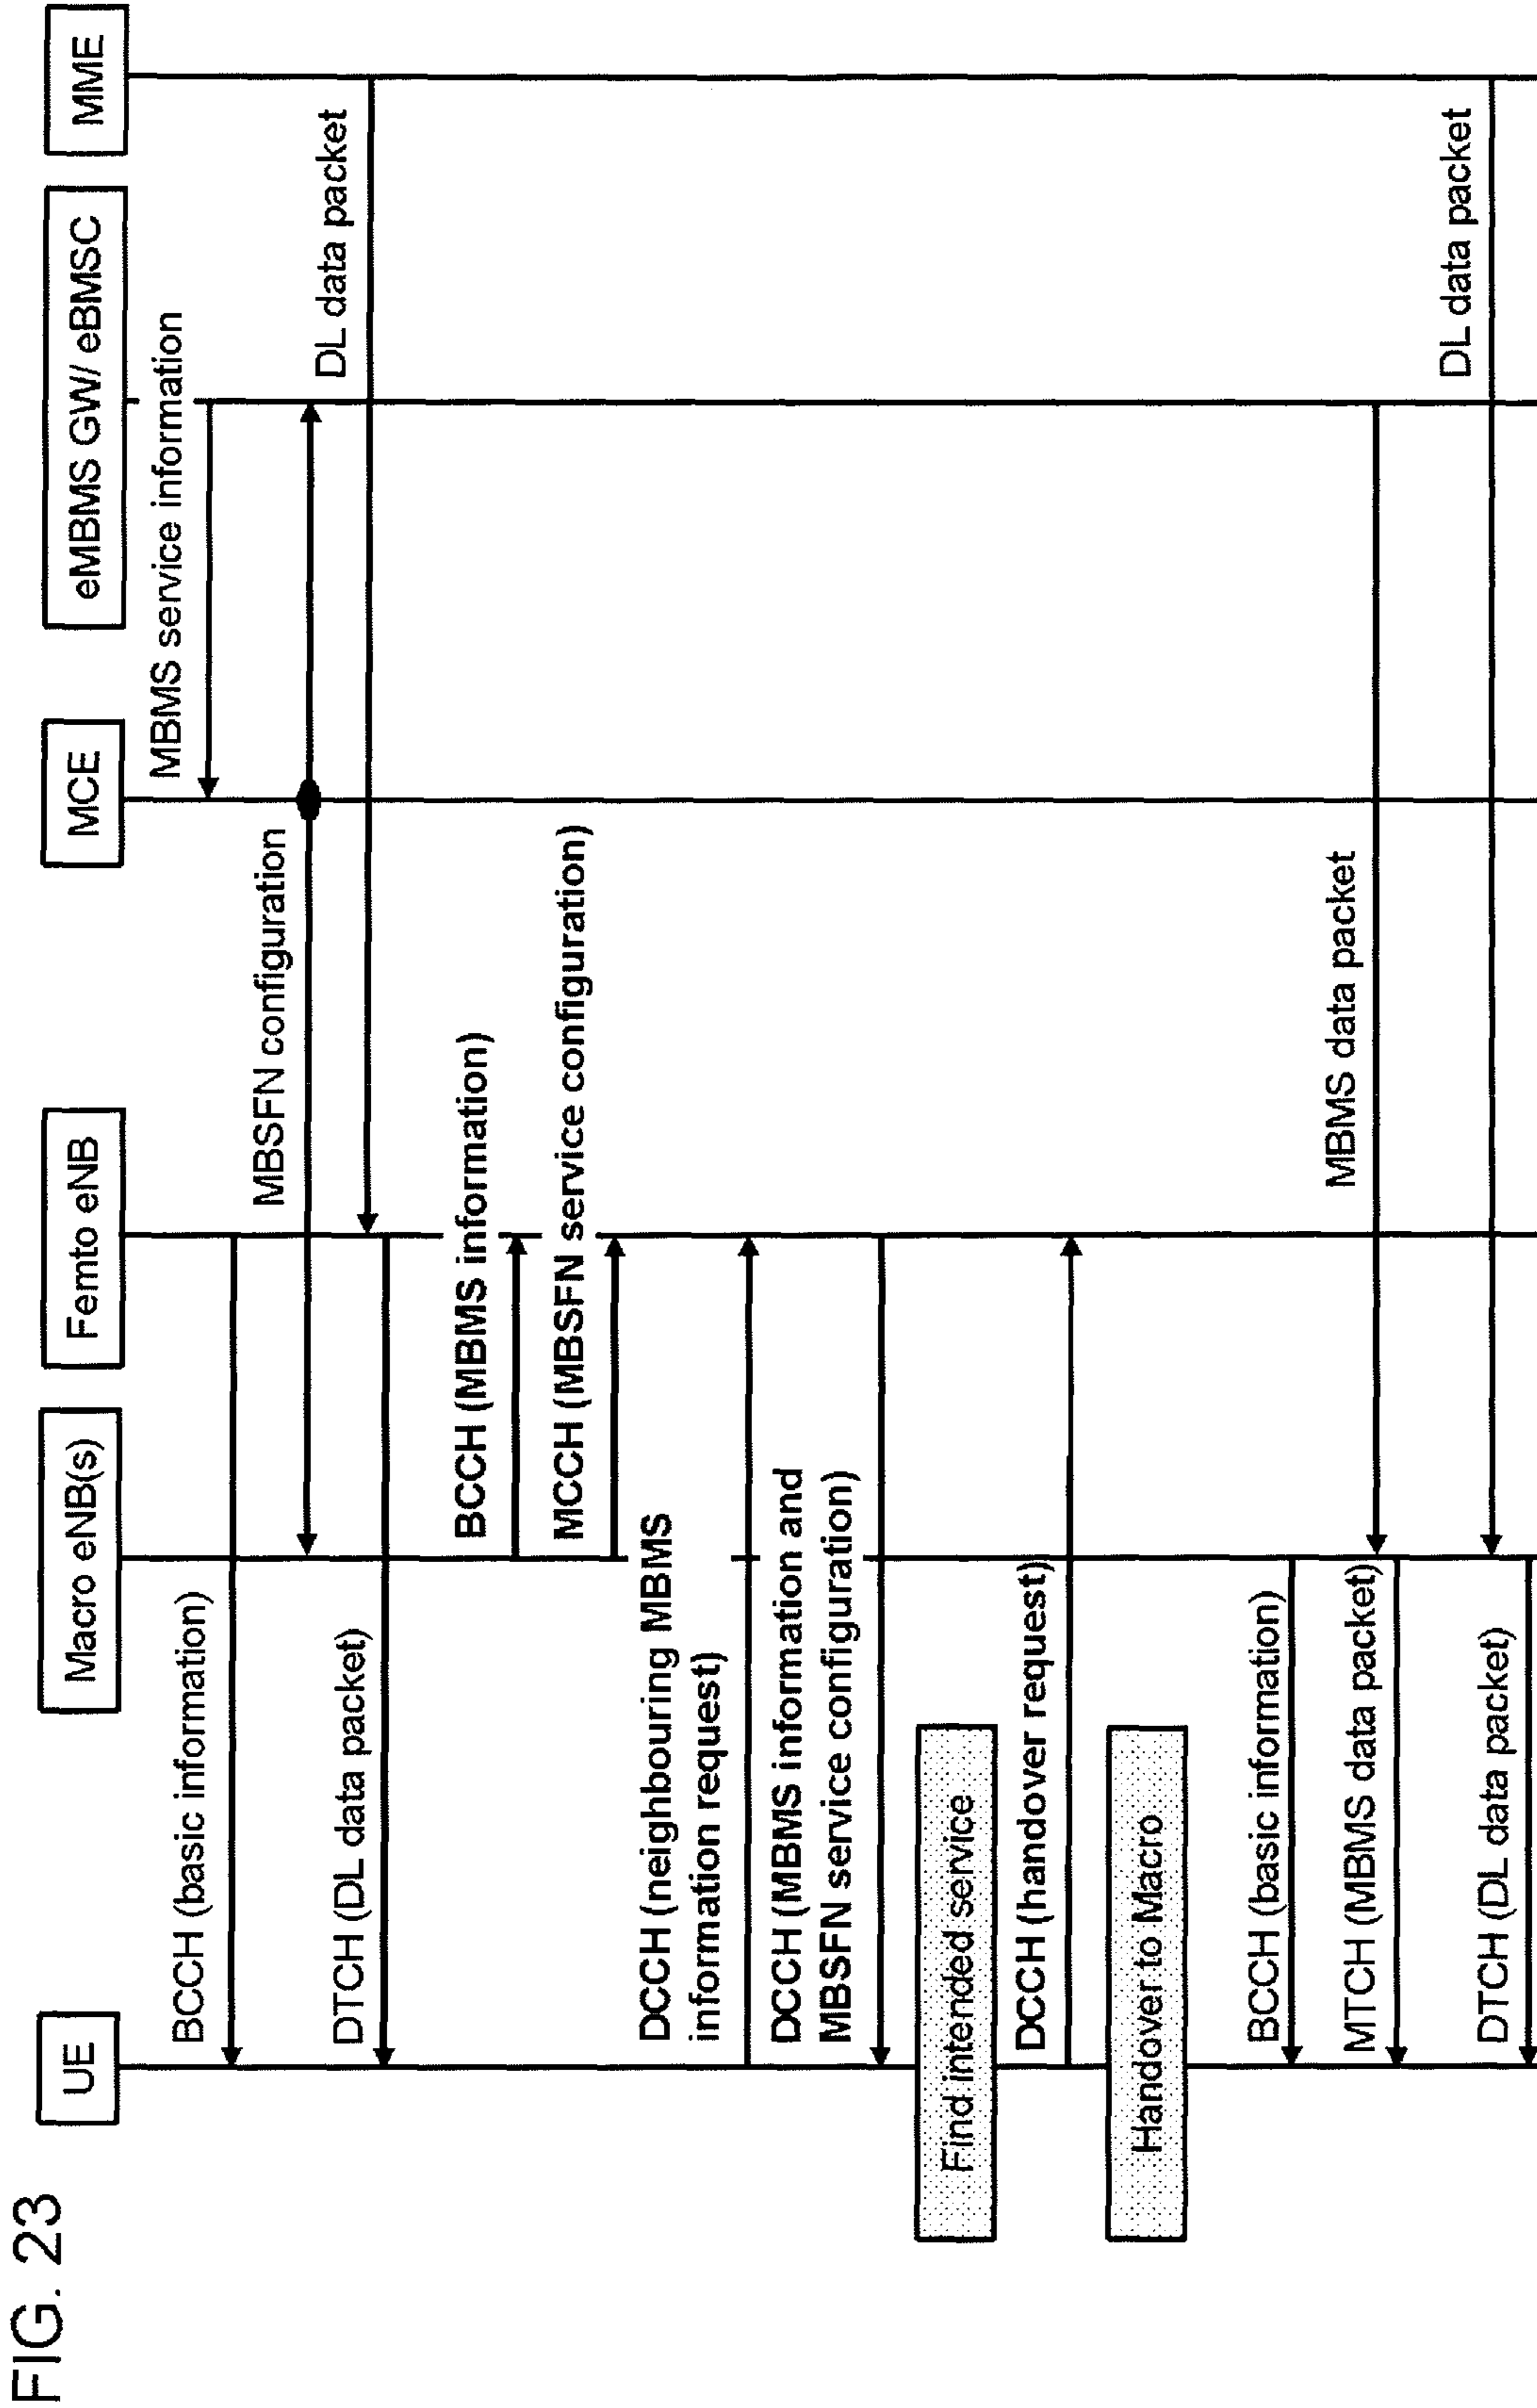 FIG. 23
UE
Macro eNB(s)
Femto eNB
MCE
eMBMS GW/ eBMSC
MME
BCCH (basic information)
MBMS service information
MBSFN configuration
DL data packet
DTCH (DL data packet)
BCCH (MBMS information)
MCCH (MBSFN service configuration)
DCCH (neighbouring MBMS
information request)
DCCH (MBMS information and
MBSFN service configuration)
Find intended service
DCCH (handover request)
Handover to Macro
BCCH (basic information)
MBMS data packet
MTCH (MBMS data packet)
DL data packet
DTCH (DL data packet)